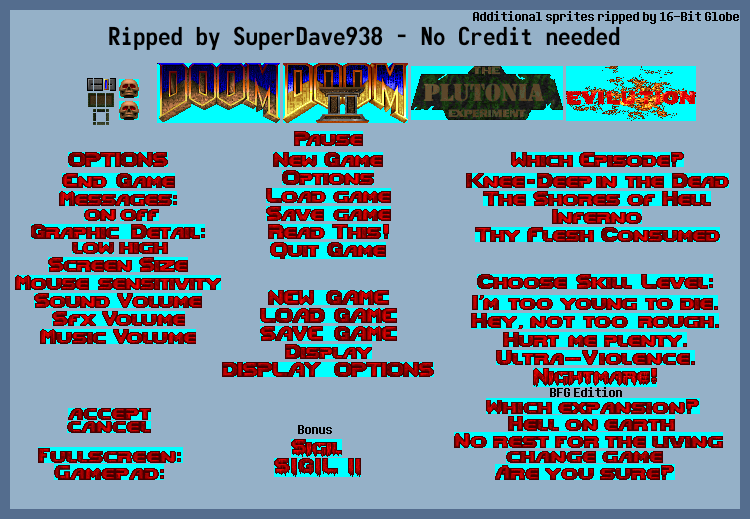 Additional sprites ripped by 16-Bit Globe
Ripped by SuperDave938 - No Credit needed
DOOM
DOOM II
THE
PLUTONIA
EXPERIMENT
EVILUTION
OPTIONS
End Game
Messages:
ON OFF
Graphic Detail:
LOW HIGH
Screen Size
Mouse sensitivity
Sound Volume
Sfx Volume
Music Volume
ACCEPT
CANCEL
Fullscreen:
Gamepad:
Pause
New Game
Options
Load game
Save game
Read This!
Quit Game
NEW GAME
LOAD GAME
SAVE GAME
Display
DISPLAY OPTIONS
Bonus
Sigil
SIGIL II
Which Episode?
Knee-Deep in the Dead
The Shores of Hell
Inferno
Thy Flesh Consumed
Choose Skill Level:
I'm too young to die.
Hey, not too rough.
Hurt me plenty.
Ultra-Violence.
Nightmare!
BFG Edition
Which expansion?
Hell on earth
No rest for the living
change game
Are you sure?